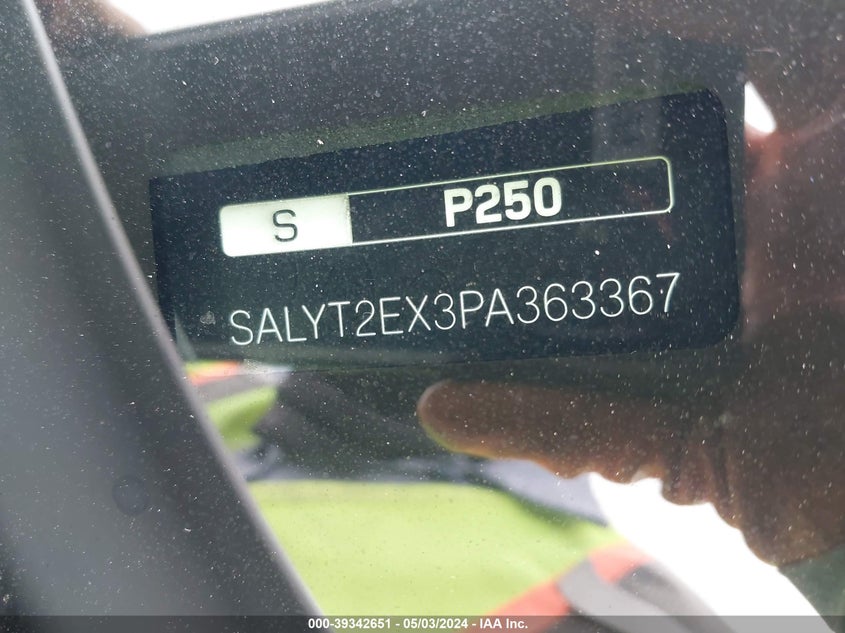 S P250
SALYT2EX3PA363367
000-39342651 - 05/03/2024 - IAA Inc.